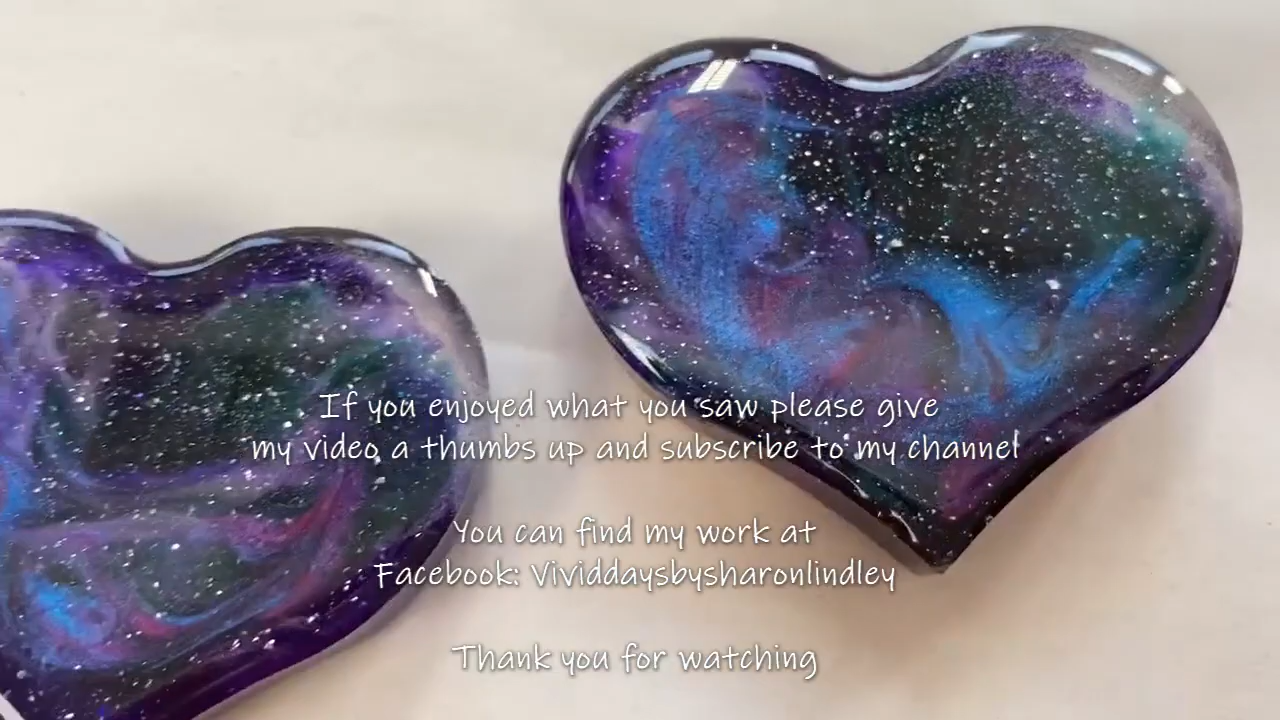 If you enjoyed what you saw please give
my video a thumbs up and subscribe to my channel
You can find my work at
Facebook: Vividdaysbysharonlindley
Thank you for watching